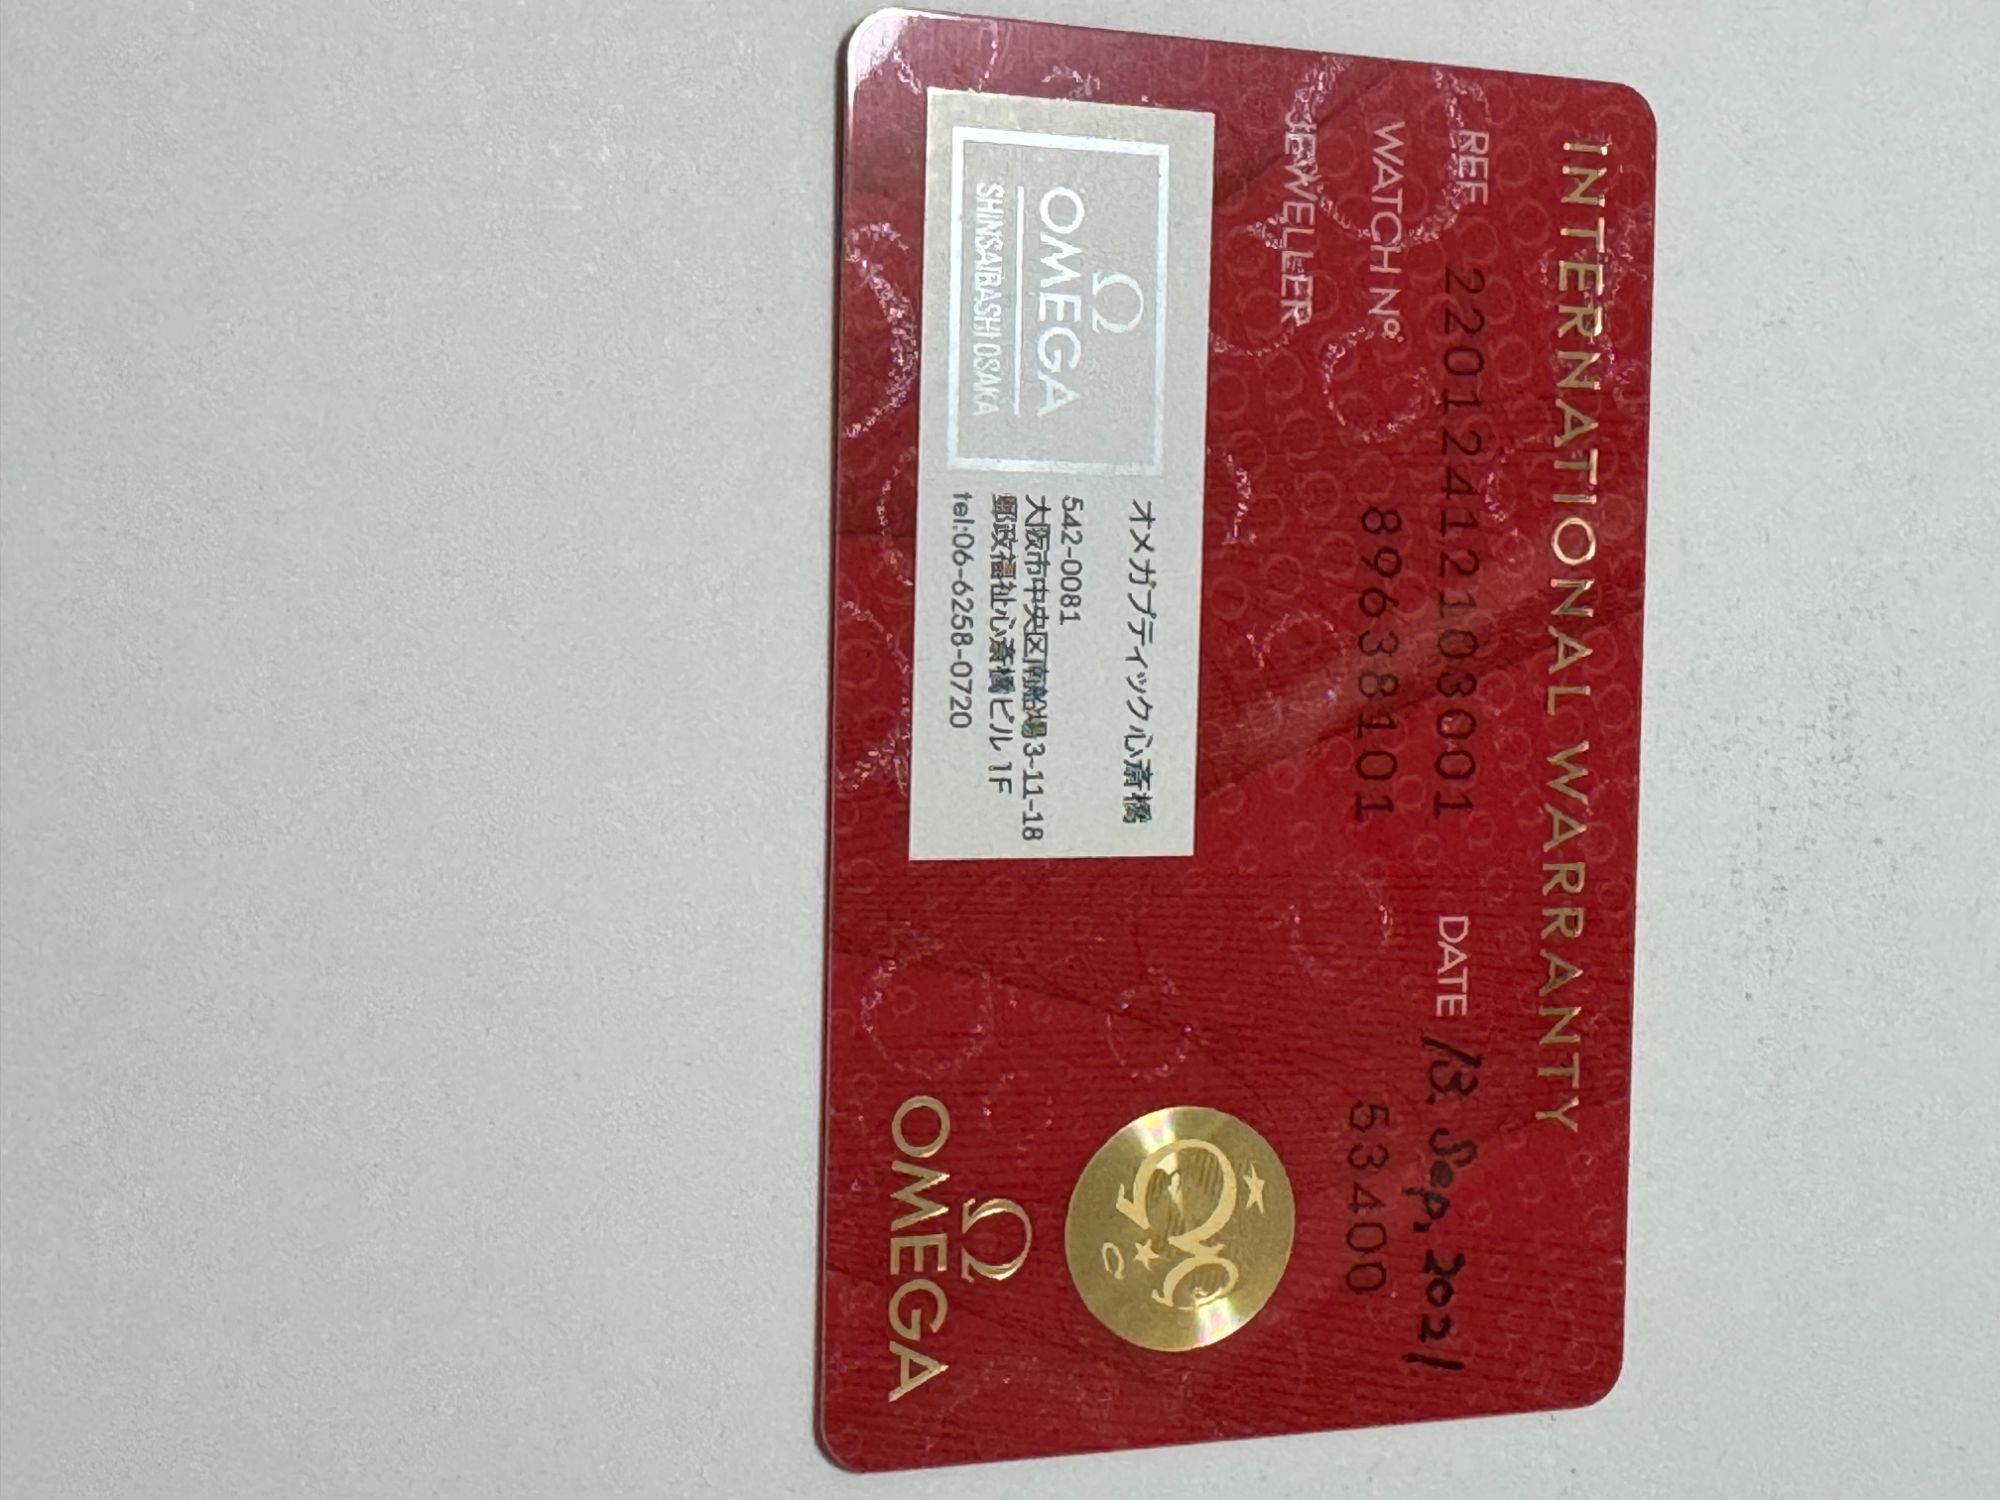 INTERNATIONAL WARRANTY
REF 22012412103001 DATE 13. Sep, 2021
WATCH Nº 89638101 53400
JEWELLER
Ω
OMEGA
SHINSAIBASHI OSAKA
オメガブティック心斎橋
542-0081
大阪市中央区南船場3-11-18
郵政福祉心斎橋ビル1F
tel:06-6258-0720
Ω
OMEGA